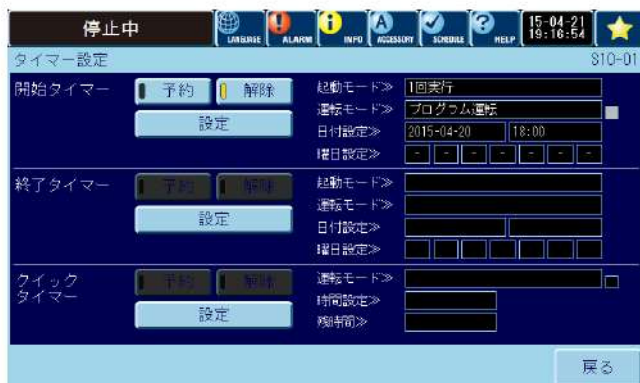 停止中 LANGUAGE ALARM INFO ACCESSORY SCHEDULE HELP 15-04-21
19:16:54
タイマー設定 S10-01
開始タイマー 予約 解除 起動モード≫ 1回実行
運転モード≫ プログラム運転
設定 日付設定≫ 2015-04-20 18:00
曜日設定≫ - - - - - - -
終了タイマー 予約 解除 起動モード≫
運転モード≫
設定 日付設定≫
曜日設定≫
クイック
タイマー 予約 解除 運転モード≫
設定 時間設定≫
残時間≫
戻る